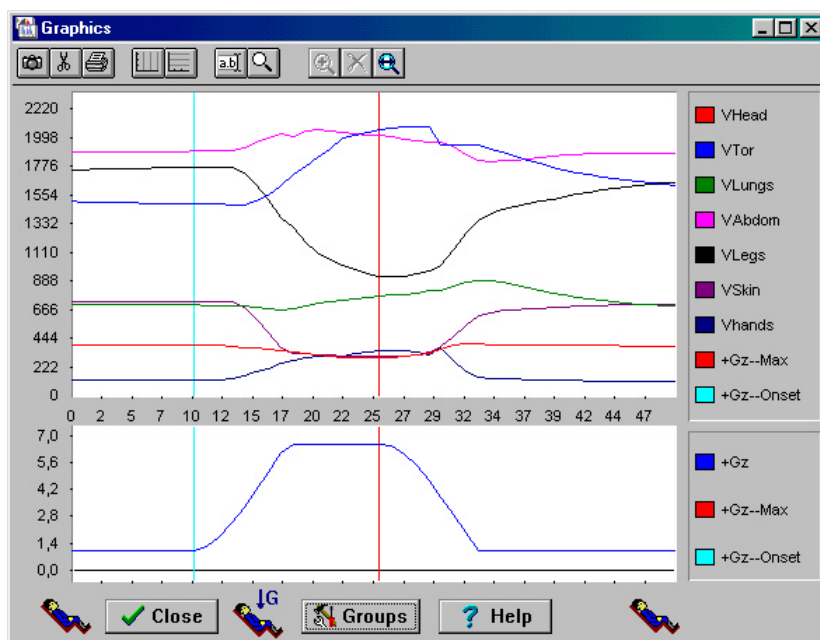 Graphics
a.b
2220
1998
1776
1554
1332
1110
888
666
444
222
0
0 2 5 7 10 12 15 17 20 22 25 27 29 32 34 37 39 42 44 47
VHead
VTor
VLungs
VAbdom
VLegs
VSkin
Vhands
+Gz--Max
+Gz--Onset
7,0
5,6
4,2
2,8
1,4
0,0
+Gz
+Gz--Max
+Gz--Onset
↓G
Close
Groups
? Help